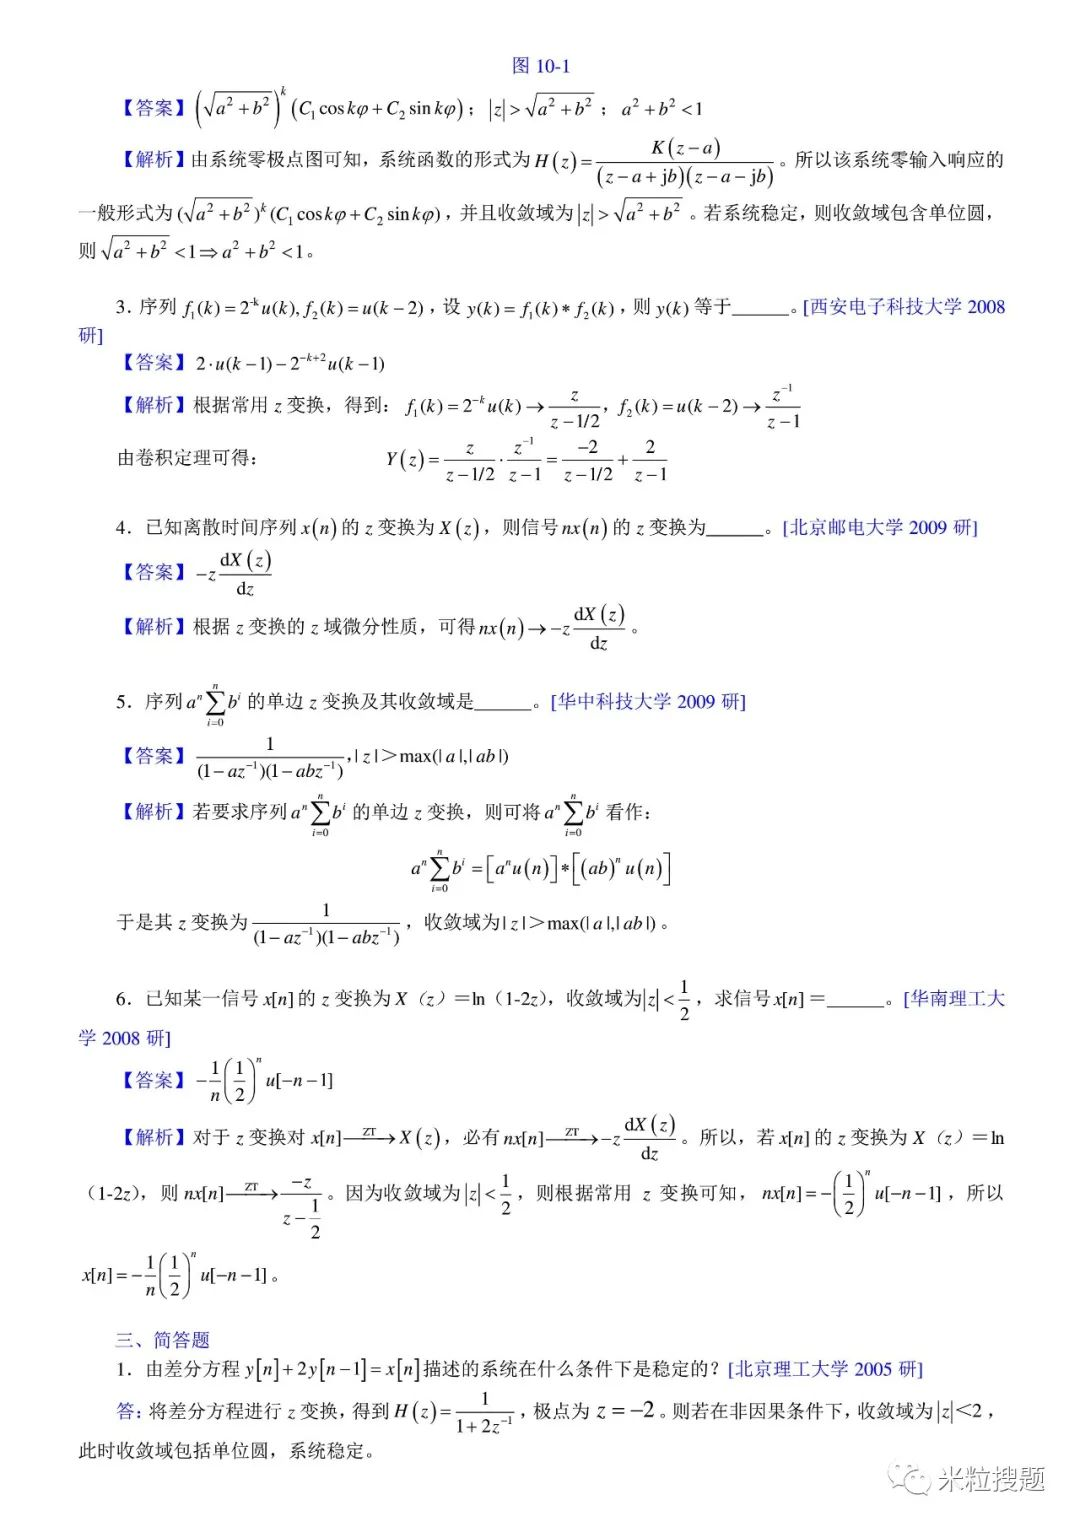 图 10-1
【答案】(√(a²+b²))^k (C₁cos kφ+C₂sin kφ)；|z|>√(a²+b²)；a²+b²<1
【解析】由系统零极点图可知，系统函数的形式为 H(z)=K(z-a)/((z-a+jb)(z-a-jb))。所以该系统零输入响应的
一般形式为(√(a²+b²))^k(C₁cos kφ+C₂sin kφ)，并且收敛域为|z|>√(a²+b²)。若系统稳定，则收敛域包含单位圆，
则√(a²+b²)<1⇒a²+b²<1。
3．序列 f₁(k)=2^-k u(k), f₂(k)=u(k-2)，设 y(k)=f₁(k)*f₂(k)，则 y(k) 等于______。[西安电子科技大学 2008
研]
【答案】2·u(k-1)-2^(-k+2)u(k-1)
【解析】根据常用 z 变换，得到：f₁(k)=2^(-k)u(k)→z/(z-1/2)，f₂(k)=u(k-2)→z^(-1)/(z-1)
由卷积定理可得： Y(z)=z/(z-1/2)·z^(-1)/(z-1)=-2/(z-1/2)+2/(z-1)
4．已知离散时间序列 x(n) 的 z 变换为 X(z)，则信号 nx(n) 的 z 变换为______。[北京邮电大学 2009 研]
【答案】-z dX(z)/dz
【解析】根据 z 变换的 z 域微分性质，可得 nx(n)→-z dX(z)/dz。
5．序列 a^n ∑_{i=0}^{n} b^i 的单边 z 变换及其收敛域是______。[华中科技大学 2009 研]
【答案】1/((1-az^(-1))(1-abz^(-1))),|z|＞max(|a|,|ab|)
【解析】若要求序列 a^n ∑_{i=0}^{n} b^i 的单边 z 变换，则可将 a^n ∑_{i=0}^{n} b^i 看作：
a^n ∑_{i=0}^{n} b^i=[a^n u(n)]*[(ab)^n u(n)]
于是其 z 变换为 1/((1-az^(-1))(1-abz^(-1)))，收敛域为|z|＞max(|a|,|ab|)。
6．已知某一信号 x[n] 的 z 变换为 X（z）＝ln（1-2z），收敛域为|z|<1/2，求信号 x[n]＝______。[华南理工大
学 2008 研]
【答案】-1/n (1/2)^n u[-n-1]
【解析】对于 z 变换对 x[n]—ZT→X(z)，必有 nx[n]—ZT→-z dX(z)/dz。所以，若 x[n] 的 z 变换为 X（z）＝ln
（1-2z），则 nx[n]—ZT→-z/(z-1/2)。因为收敛域为|z|<1/2，则根据常用 z 变换可知，nx[n]=-(1/2)^n u[-n-1]，所以
x[n]=-1/n (1/2)^n u[-n-1]。
三、简答题
1．由差分方程 y[n]+2y[n-1]=x[n] 描述的系统在什么条件下是稳定的？[北京理工大学 2005 研]
答：将差分方程进行 z 变换，得到 H(z)=1/(1+2z^(-1))，极点为 z=-2。则若在非因果条件下，收敛域为|z|＜2，
此时收敛域包括单位圆，系统稳定。
米粒搜题